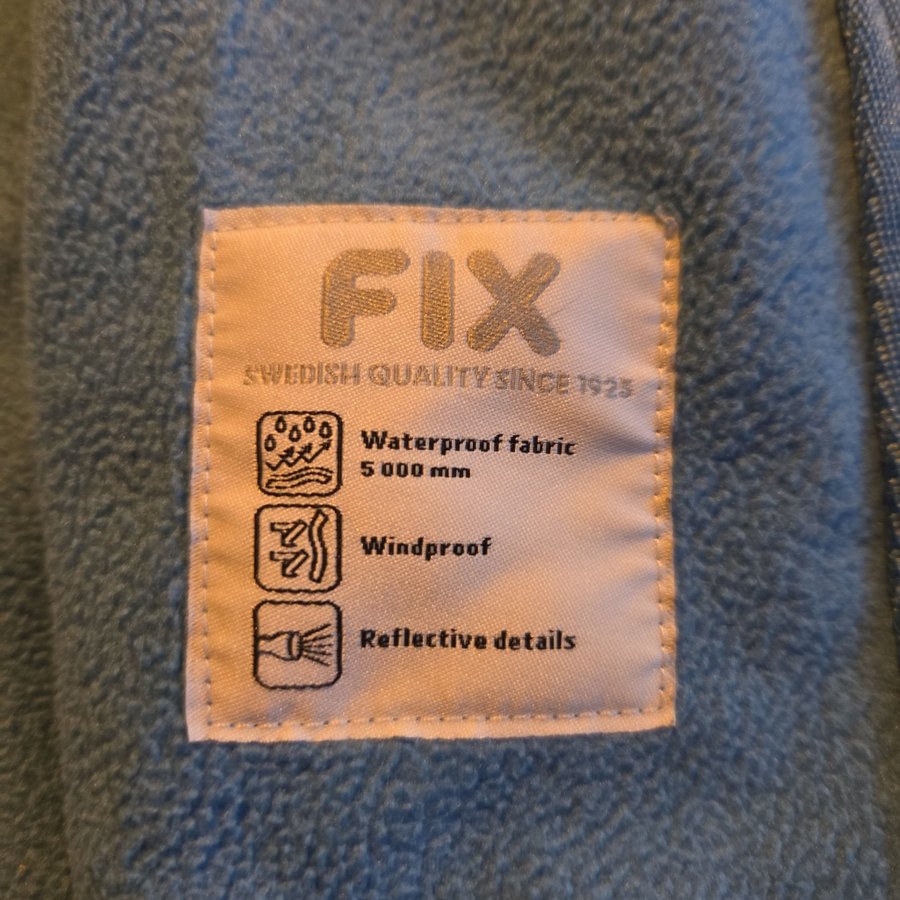 FIX
SWEDISH QUALITY SINCE 1925
Waterproof fabric
5 000 mm
Windproof
Reflective details